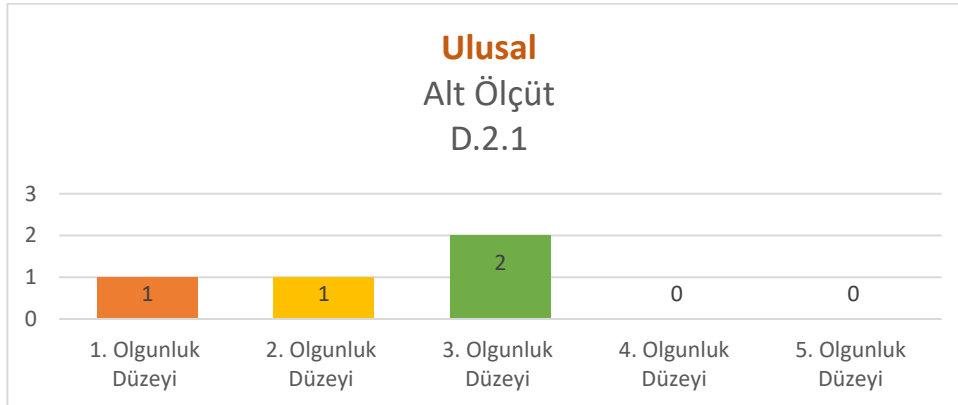 Ulusal
Alt Ölçüt
D.2.1
3
2
1
0
1
1
2
0
0
1. Olgunluk
Düzeyi
2. Olgunluk
Düzeyi
3. Olgunluk
Düzeyi
4. Olgunluk
Düzeyi
5. Olgunluk
Düzeyi